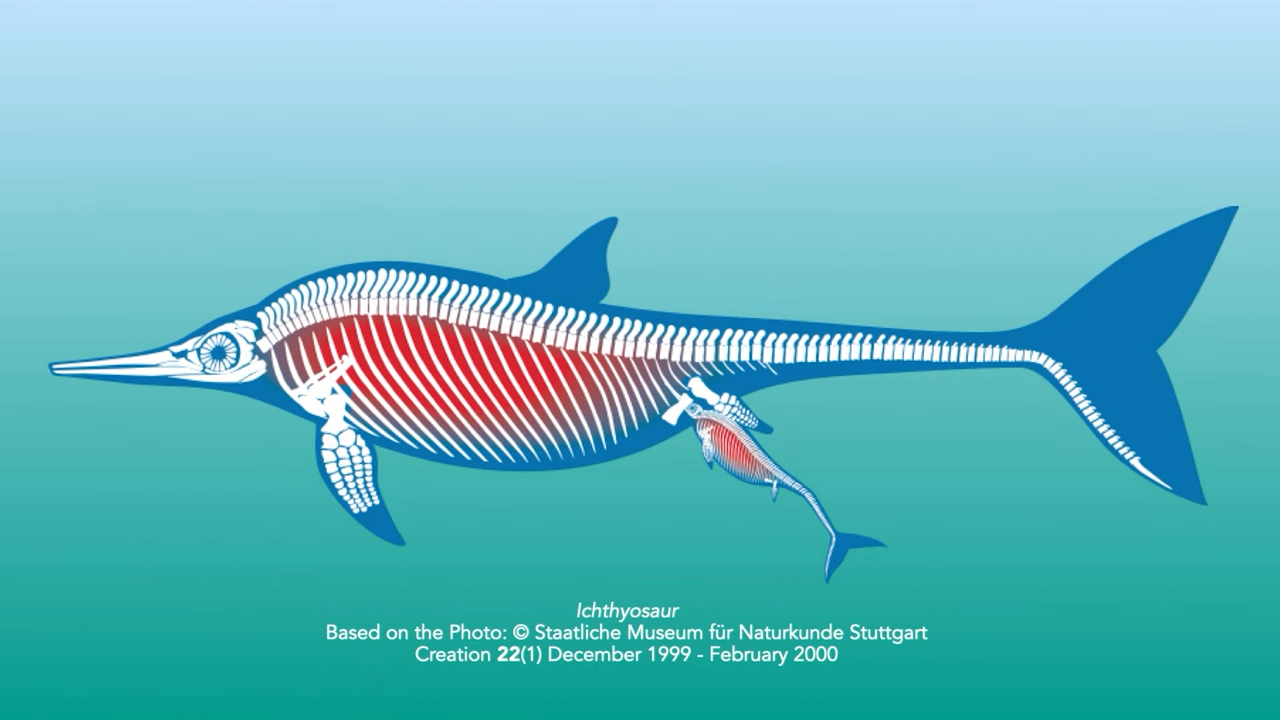 Ichthyosaur
Based on the Photo: © Staatliche Museum für Naturkunde Stuttgart
Creation 22(1) December 1999 - February 2000